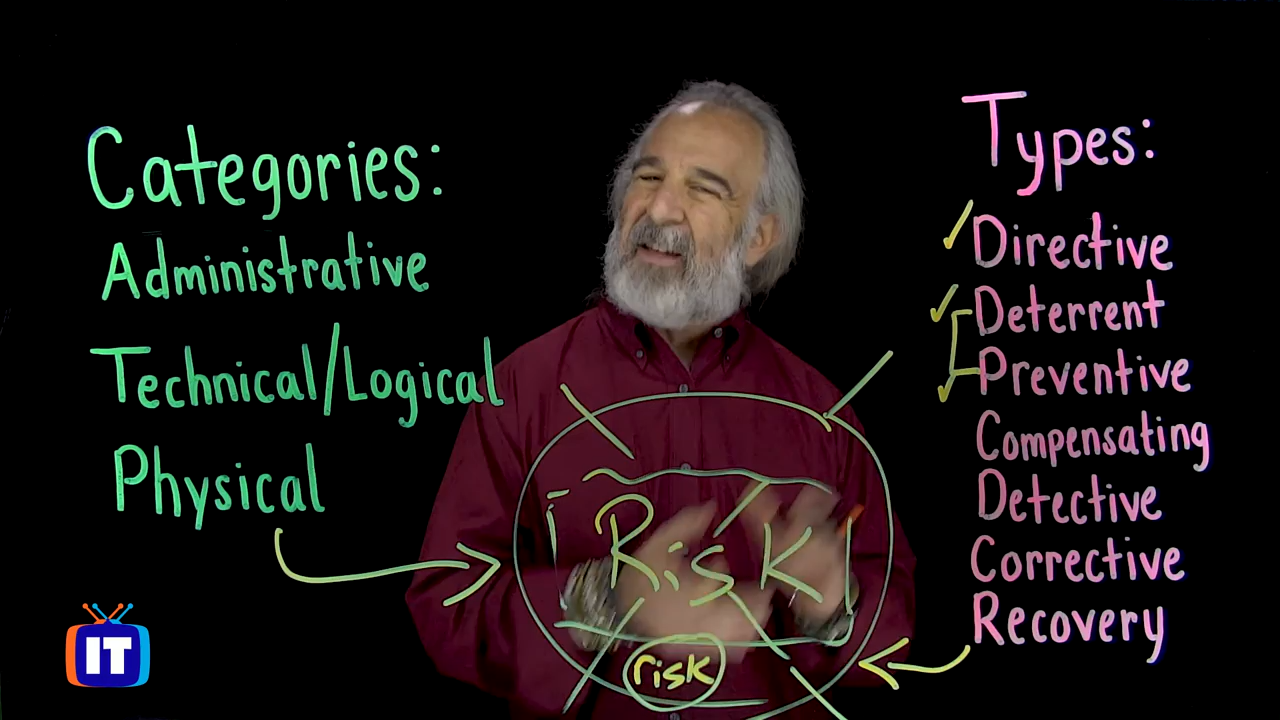 Categories:
Administrative
Technical/Logical
Physical
Types:
Directive
Deterrent
Preventive
Compensating
Detective
Corrective
Recovery
Risk
risk
IT